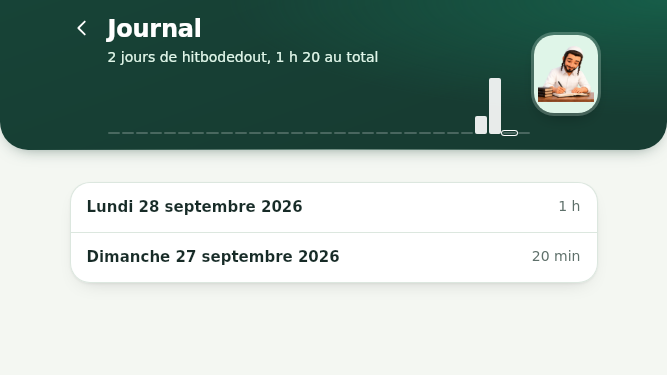 Journal
2 jours de hitbodedout, 1 h 20 au total
Lundi 28 septembre 2026 1 h
Dimanche 27 septembre 2026 20 min